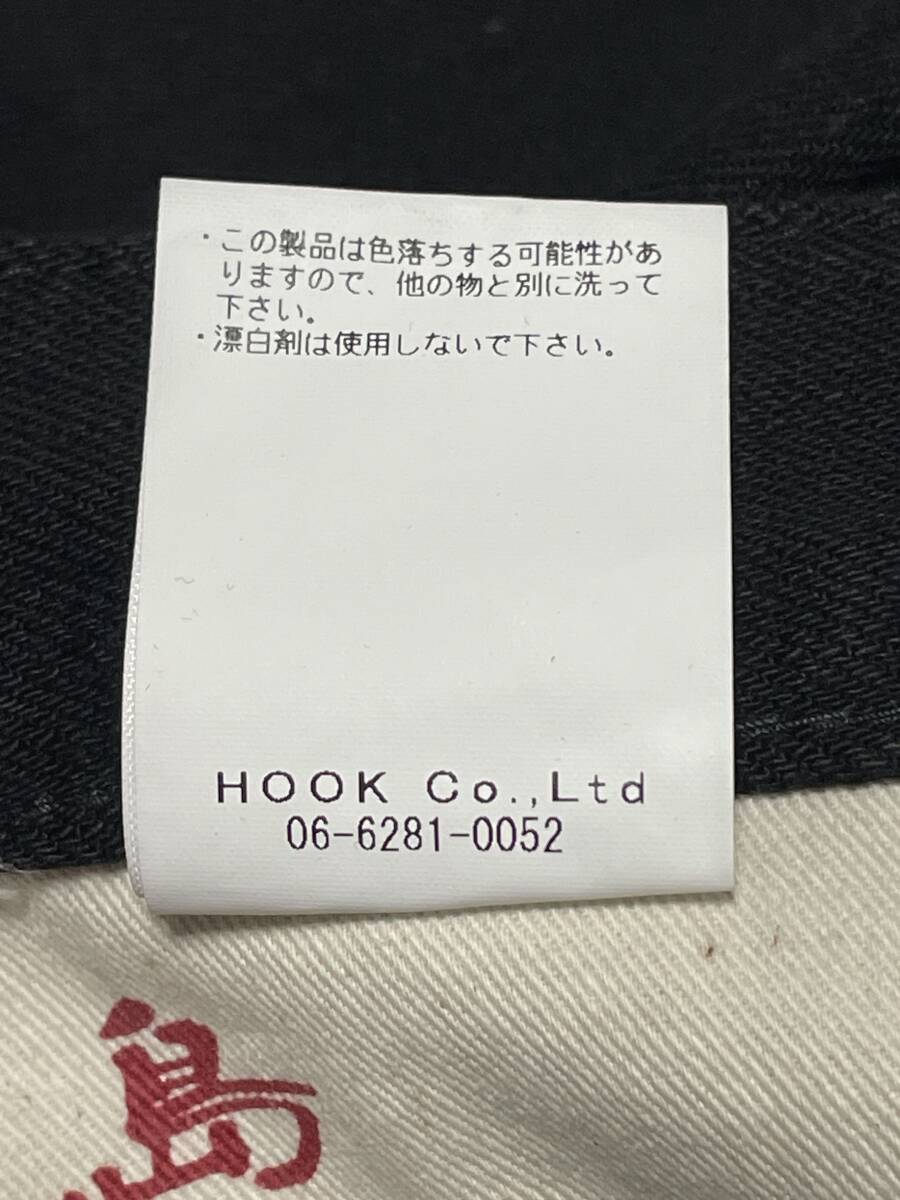 ・この製品は色落ちする可能性があ
りますので、他の物と別に洗って
下さい。
・漂白剤は使用しないで下さい。
HOOK Co.,Ltd
06-6281-0052
島